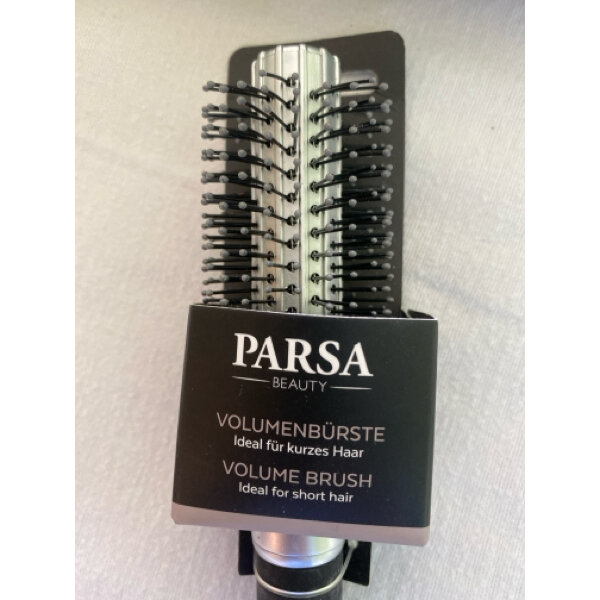 PARSA
BEAUTY
VOLUMENBÜRSTE
Ideal für kurzes Haar
VOLUME BRUSH
Ideal for short hair